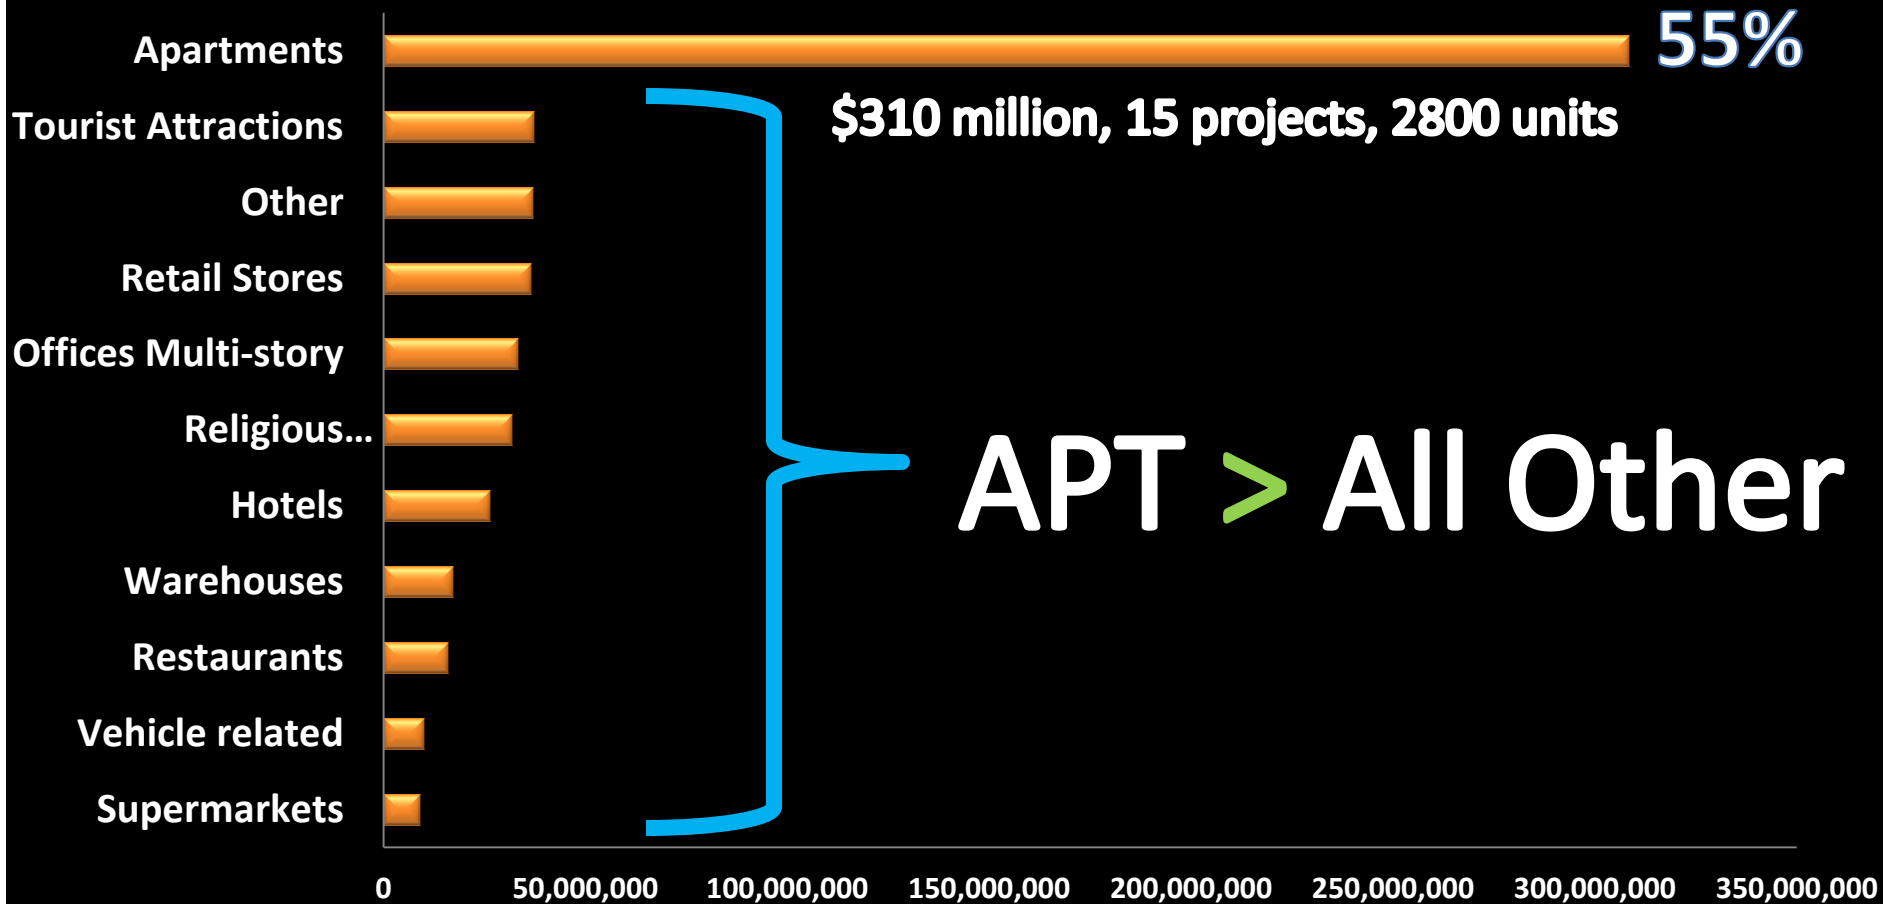 Apartments
55%
$310 million, 15 projects, 2800 units
Tourist Attractions
Other
Retail Stores
Offices Multi-story
Religious...
APT > All Other
Hotels
Warehouses
Restaurants
Vehicle related
Supermarkets
0 50,000,000 100,000,000 150,000,000 200,000,000 250,000,000 300,000,000 350,000,000